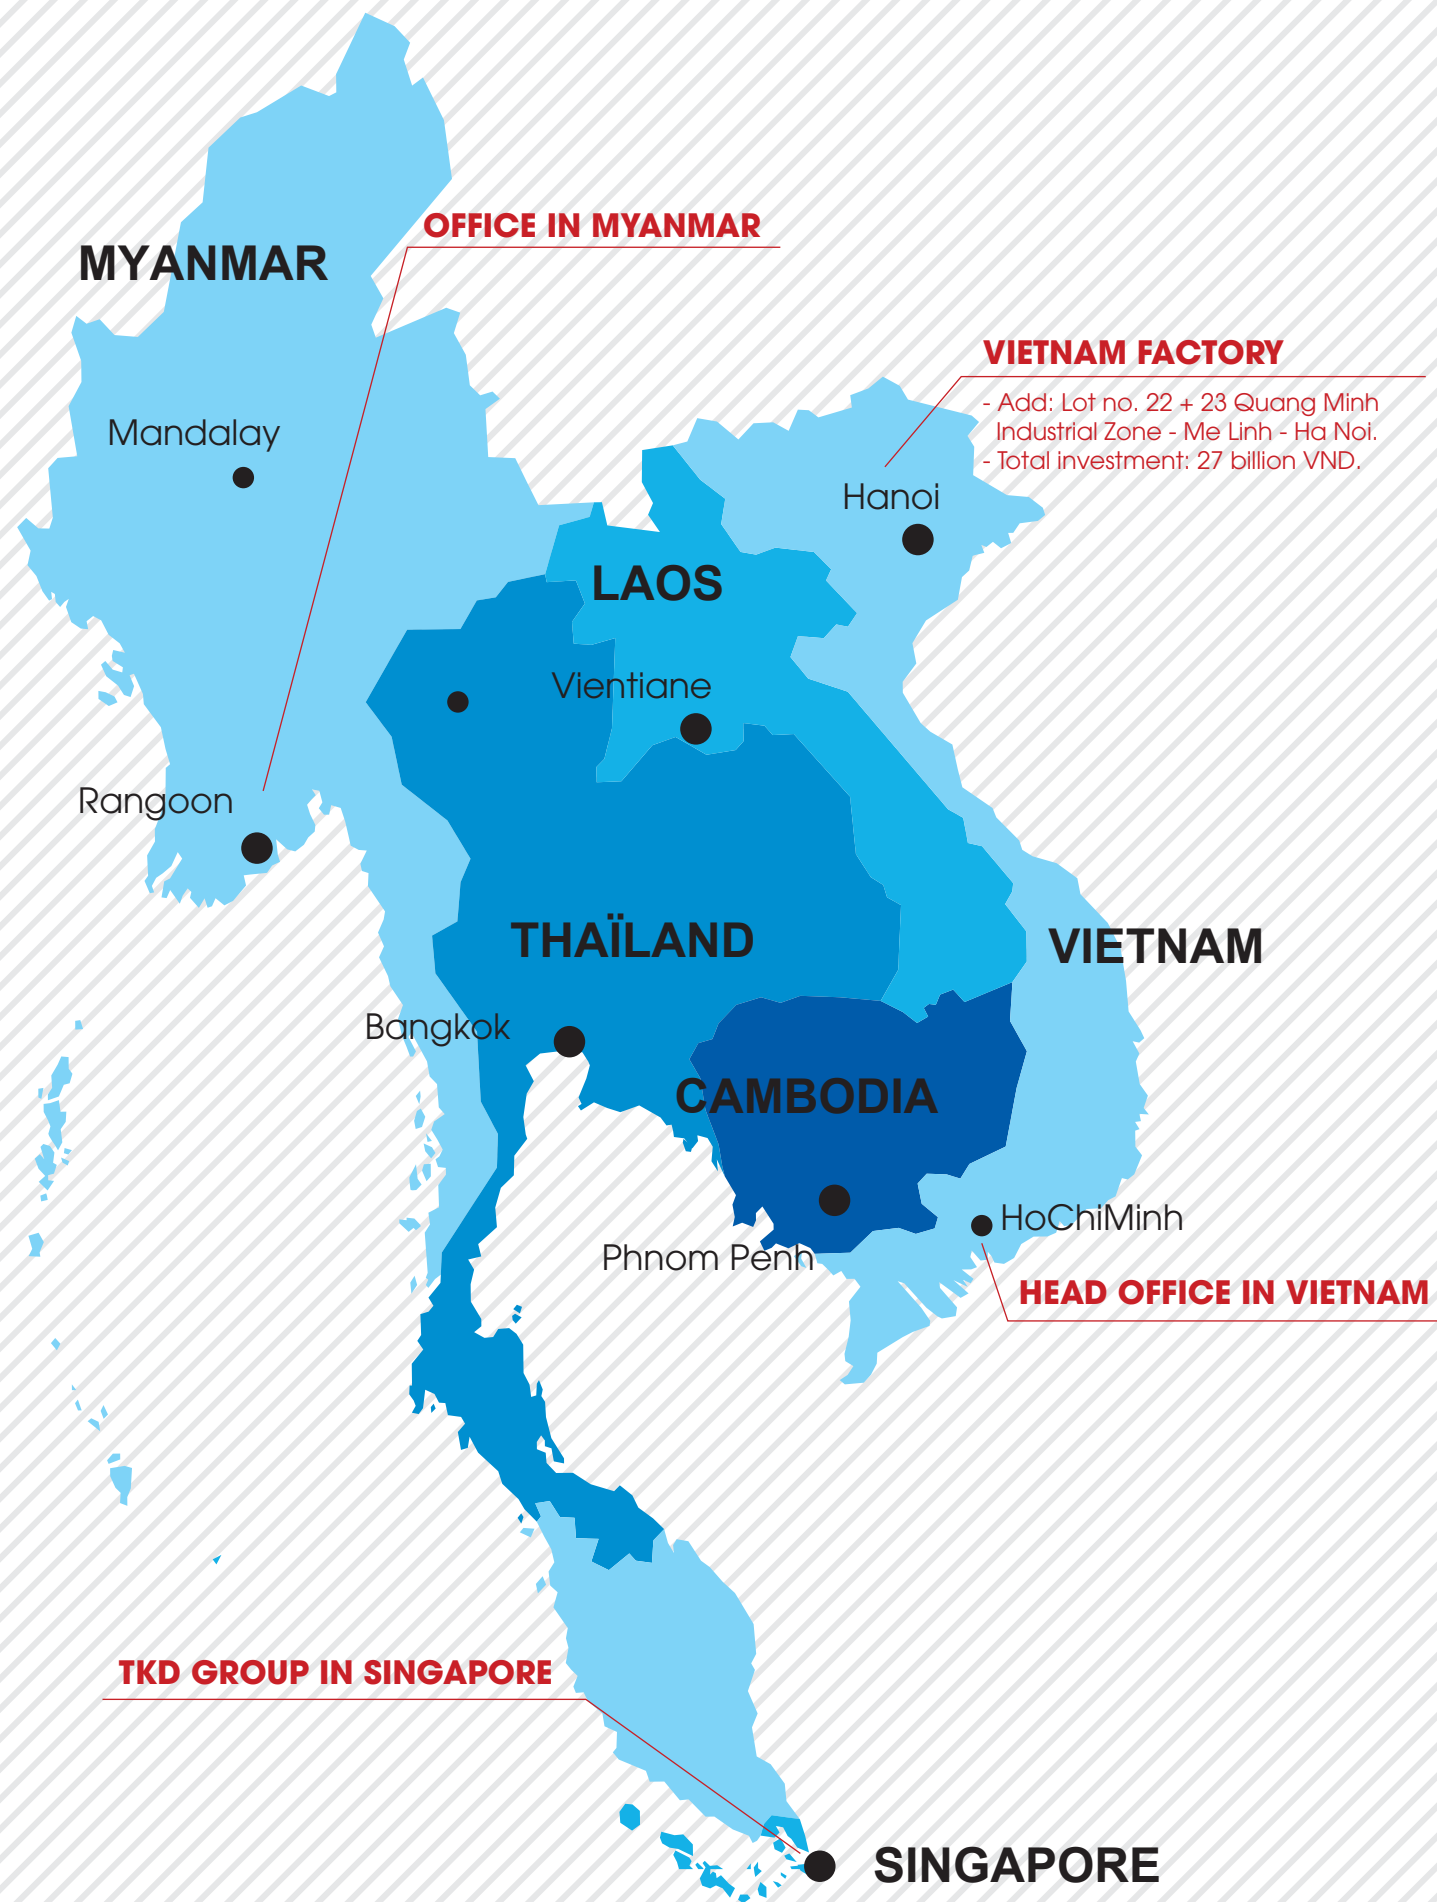 OFFICE IN MYANMAR
MYANMAR
VIETNAM FACTORY
- Add: Lot no. 22 + 23 Quang Minh
Industrial Zone - Me Linh - Ha Noi.
- Total investment: 27 billion VND.
Mandalay
Hanoi
LAOS
Vientiane
Rangoon
THAÏLAND
VIETNAM
Bangkok
CAMBODIA
HoChiMinh
Phnom Penh
HEAD OFFICE IN VIETNAM
TKD GROUP IN SINGAPORE
SINGAPORE